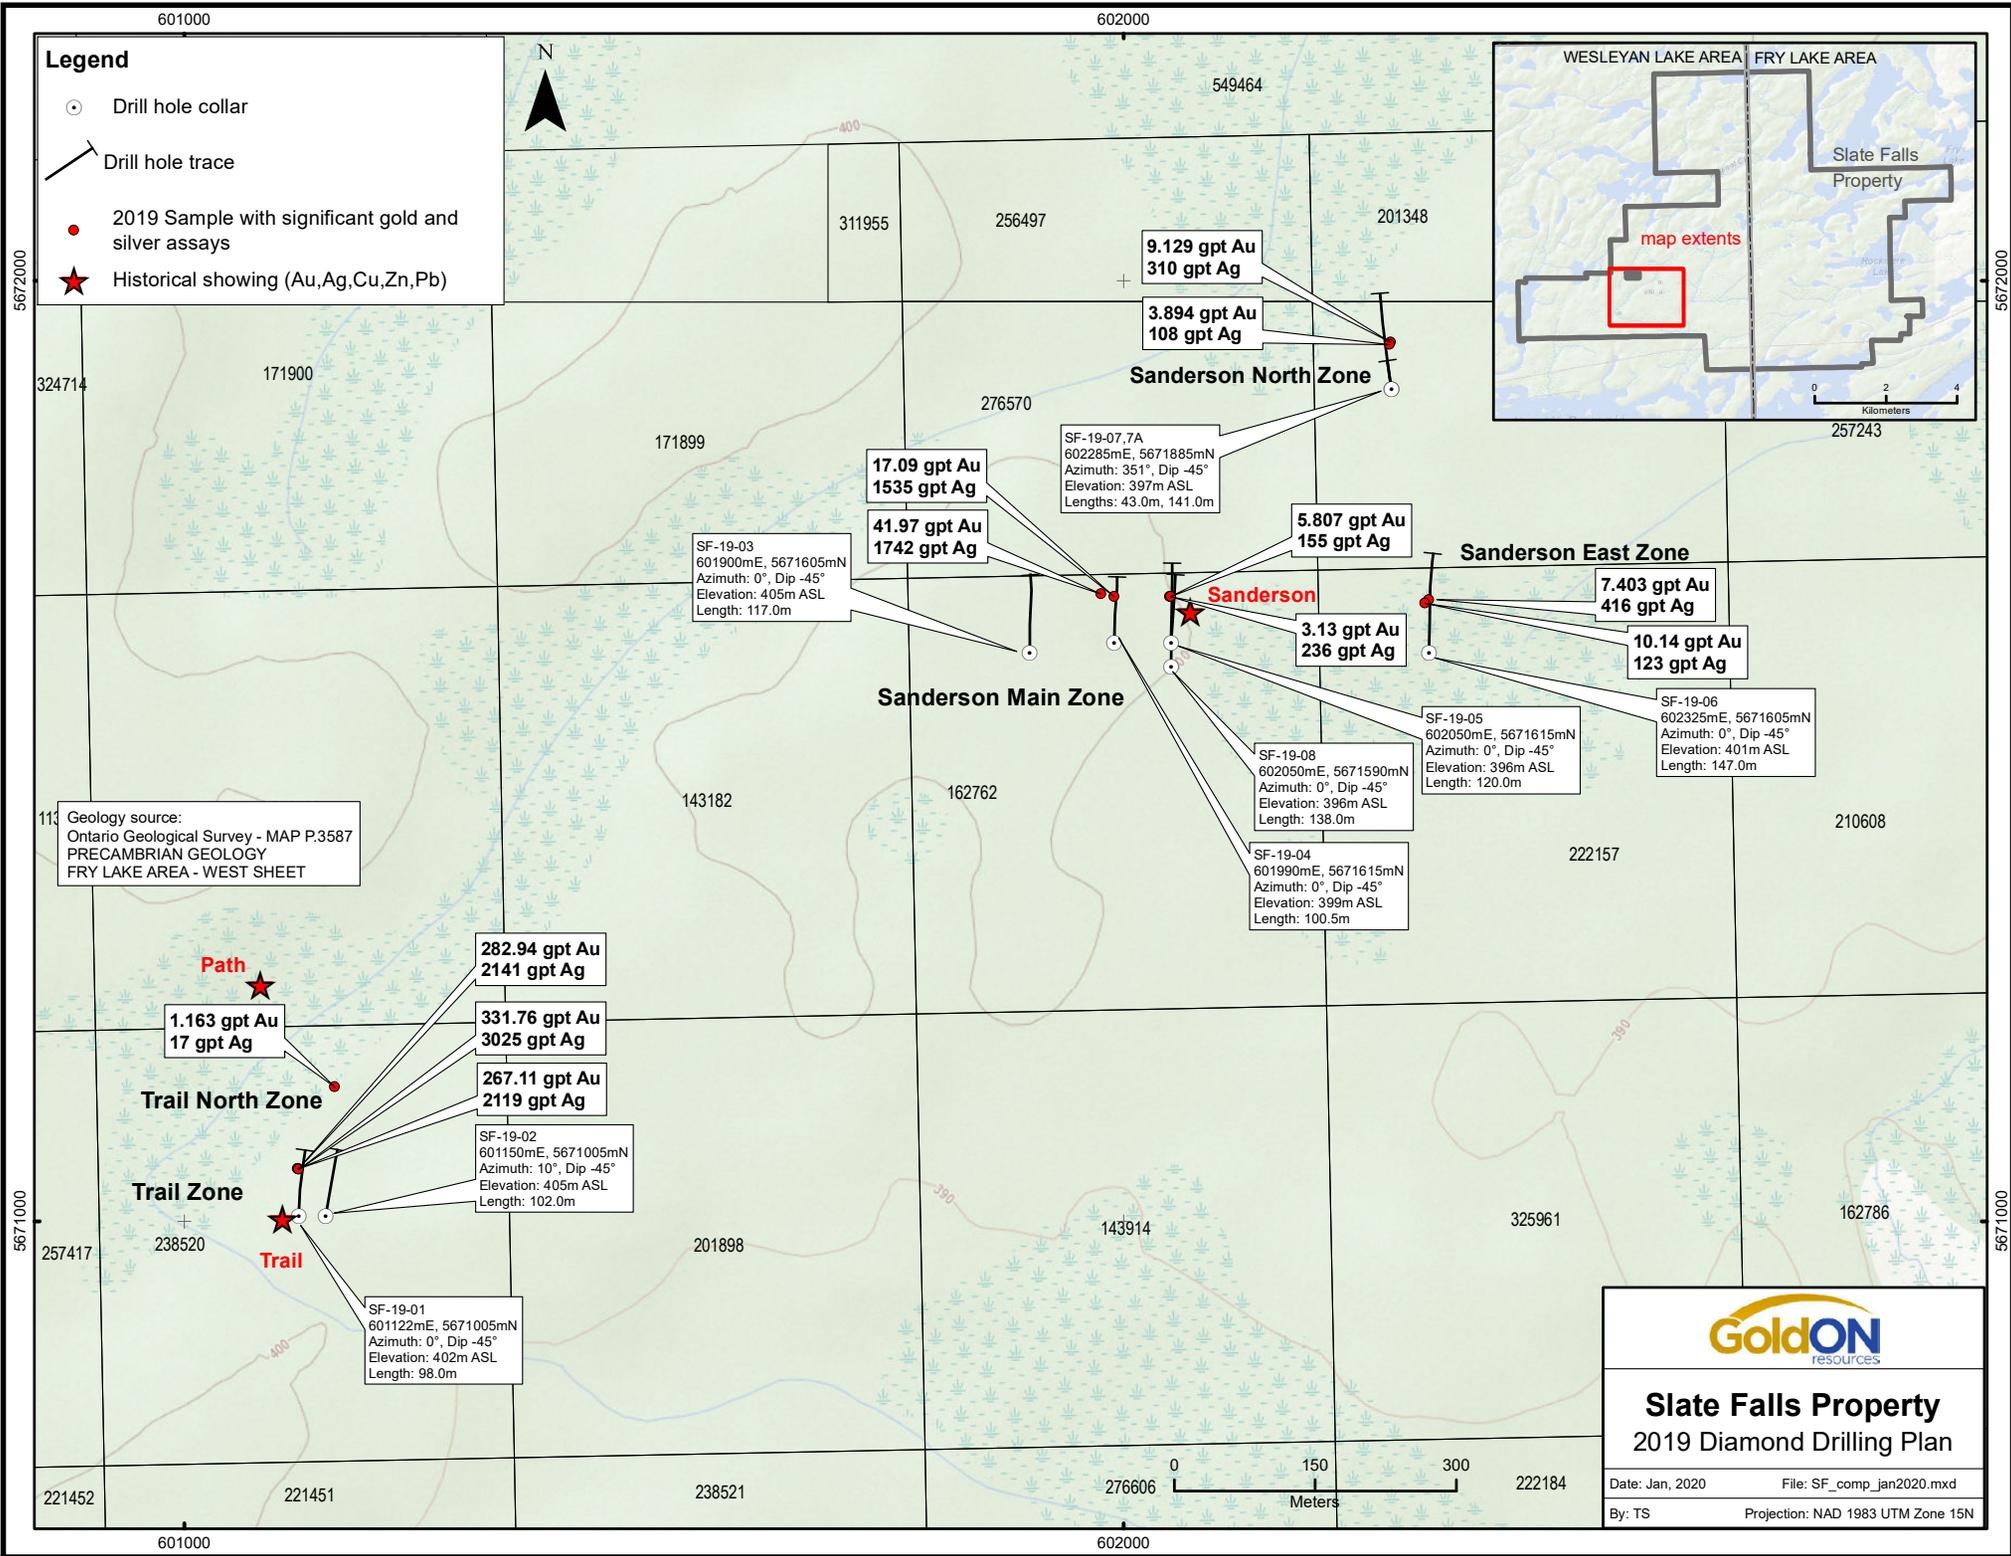 601000
602000
Legend
Drill hole collar
Drill hole trace
2019 Sample with significant gold and
silver assays
Historical showing (Au,Ag,Cu,Zn,Pb)
N
400
549464
WESLEYAN LAKE AREA
FRY LAKE AREA
Slate Falls
Property
map extents
0 2 4
Kilometers
5672000
5672000
311955
256497
201348
9.129 gpt Au
310 gpt Ag
3.894 gpt Au
108 gpt Ag
Sanderson North Zone
324714
171900
276570
171899
257243
SF-19-07,7A
602285mE, 5671885mN
Azimuth: 351°, Dip -45°
Elevation: 397m ASL
Lengths: 43.0m, 141.0m
17.09 gpt Au
1535 gpt Ag
41.97 gpt Au
1742 gpt Ag
5.807 gpt Au
155 gpt Ag
SF-19-03
601900mE, 5671605mN
Azimuth: 0°, Dip -45°
Elevation: 405m ASL
Length: 117.0m
Sanderson East Zone
Sanderson
7.403 gpt Au
416 gpt Ag
3.13 gpt Au
236 gpt Ag
10.14 gpt Au
123 gpt Ag
Sanderson Main Zone
SF-19-06
602325mE, 5671605mN
Azimuth: 0°, Dip -45°
Elevation: 401m ASL
Length: 147.0m
SF-19-05
602050mE, 5671615mN
Azimuth: 0°, Dip -45°
Elevation: 396m ASL
Length: 120.0m
SF-19-08
602050mE, 5671590mN
Azimuth: 0°, Dip -45°
Elevation: 396m ASL
Length: 138.0m
SF-19-04
601990mE, 5671615mN
Azimuth: 0°, Dip -45°
Elevation: 399m ASL
Length: 100.5m
143182
162762
210608
222157
113
Geology source:
Ontario Geological Survey - MAP P.3587
PRECAMBRIAN GEOLOGY
FRY LAKE AREA - WEST SHEET
Path
282.94 gpt Au
2141 gpt Ag
331.76 gpt Au
3025 gpt Ag
1.163 gpt Au
17 gpt Ag
267.11 gpt Au
2119 gpt Ag
Trail North Zone
390
SF-19-02
601150mE, 5671005mN
Azimuth: 10°, Dip -45°
Elevation: 405m ASL
Length: 102.0m
Trail Zone
390
5671000
5671000
257417
238520
Trail
201898
143914
325961
162786
SF-19-01
601122mE, 5671005mN
Azimuth: 0°, Dip -45°
Elevation: 402m ASL
Length: 98.0m
400
GoldON
resources
Slate Falls Property
2019 Diamond Drilling Plan
Date: Jan, 2020 File: SF_comp_jan2020.mxd
By: TS Projection: NAD 1983 UTM Zone 15N
0 150 300
Meters
221452
221451
238521
276606
222184
601000
602000